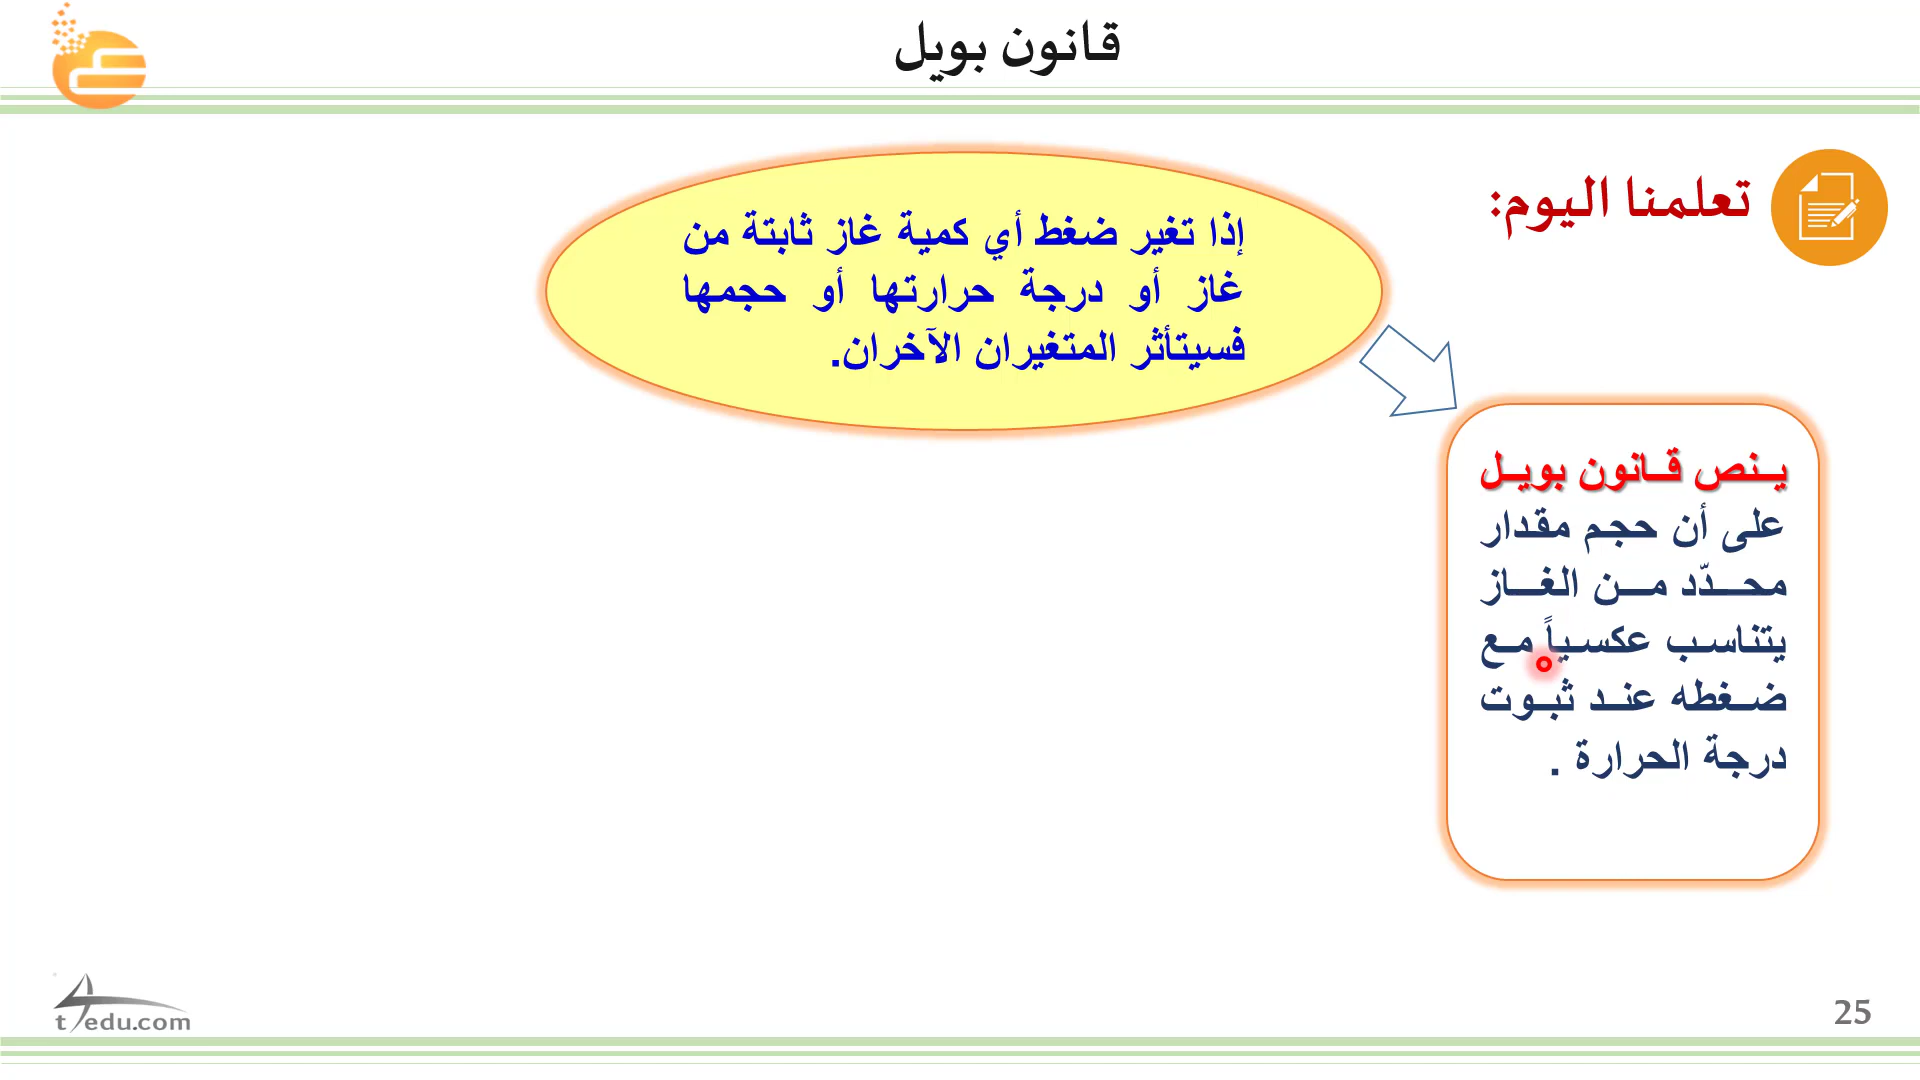 قانون بويل
تعلمنا اليوم:
إذا تغير ضغط أي كمية غاز ثابتة من
غاز أو درجة حرارتها أو حجمها
فسيتأثر المتغيران الآخران.
ينص قانون بويل
على أن حجم مقدار
محدّد من الغاز
يتناسب عكسياً مع
ضغطه عند ثبوت
درجة الحرارة .
t4edu.com
25